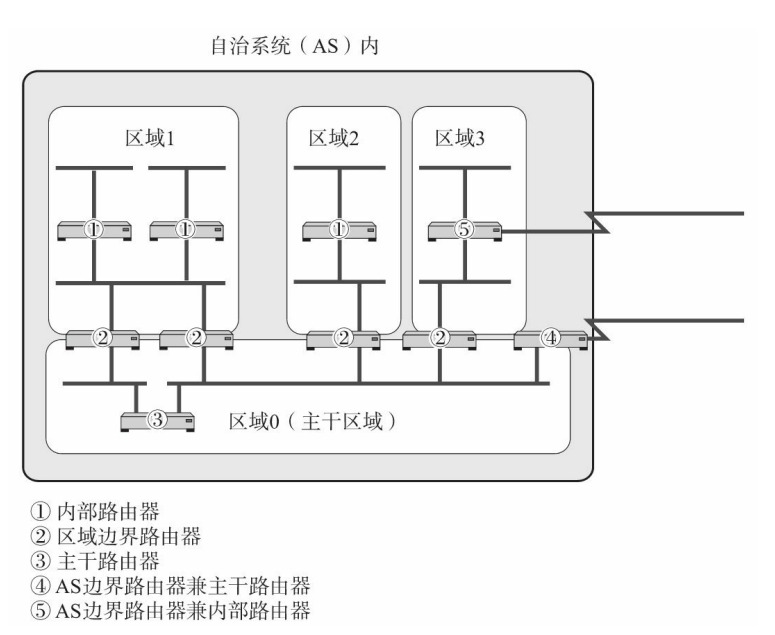 自治系统（AS）内
区域1
区域2
区域3
① ① ① ⑤
② ② ② ② ④
③
区域0（主干区域）
① 内部路由器
② 区域边界路由器
③ 主干路由器
④ AS边界路由器兼主干路由器
⑤ AS边界路由器兼内部路由器